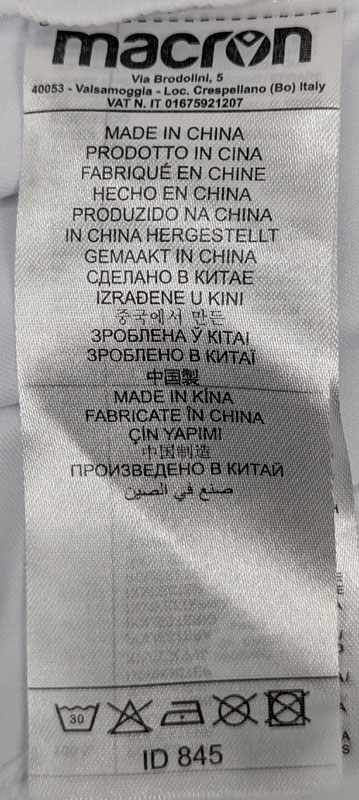 macron
Via Brodolini, 5
40053 - Valsamoggia - Loc. Crespellano (Bo) Italy
VAT N. IT 01675921207
MADE IN CHINA
PRODOTTO IN CINA
FABRIQUÉ EN CHINE
HECHO EN CHINA
PRODUZIDO NA CHINA
IN CHINA HERGESTELLT
GEMAAKT IN CHINA
СДЕЛАНО В КИТАЕ
IZRAĐENE U KINI
중국에서 만든
ЗРОБЛЕНА Ў КІТАІ
ЗРОБЛЕНО В КИТАЇ
中国製
MADE IN KÍNA
FABRICATE ÎN CHINA
ÇİN YAPIMI
中国制造
ПРОИЗВЕДЕНО В КИТАЙ
صنع في الصين
30
ID 845